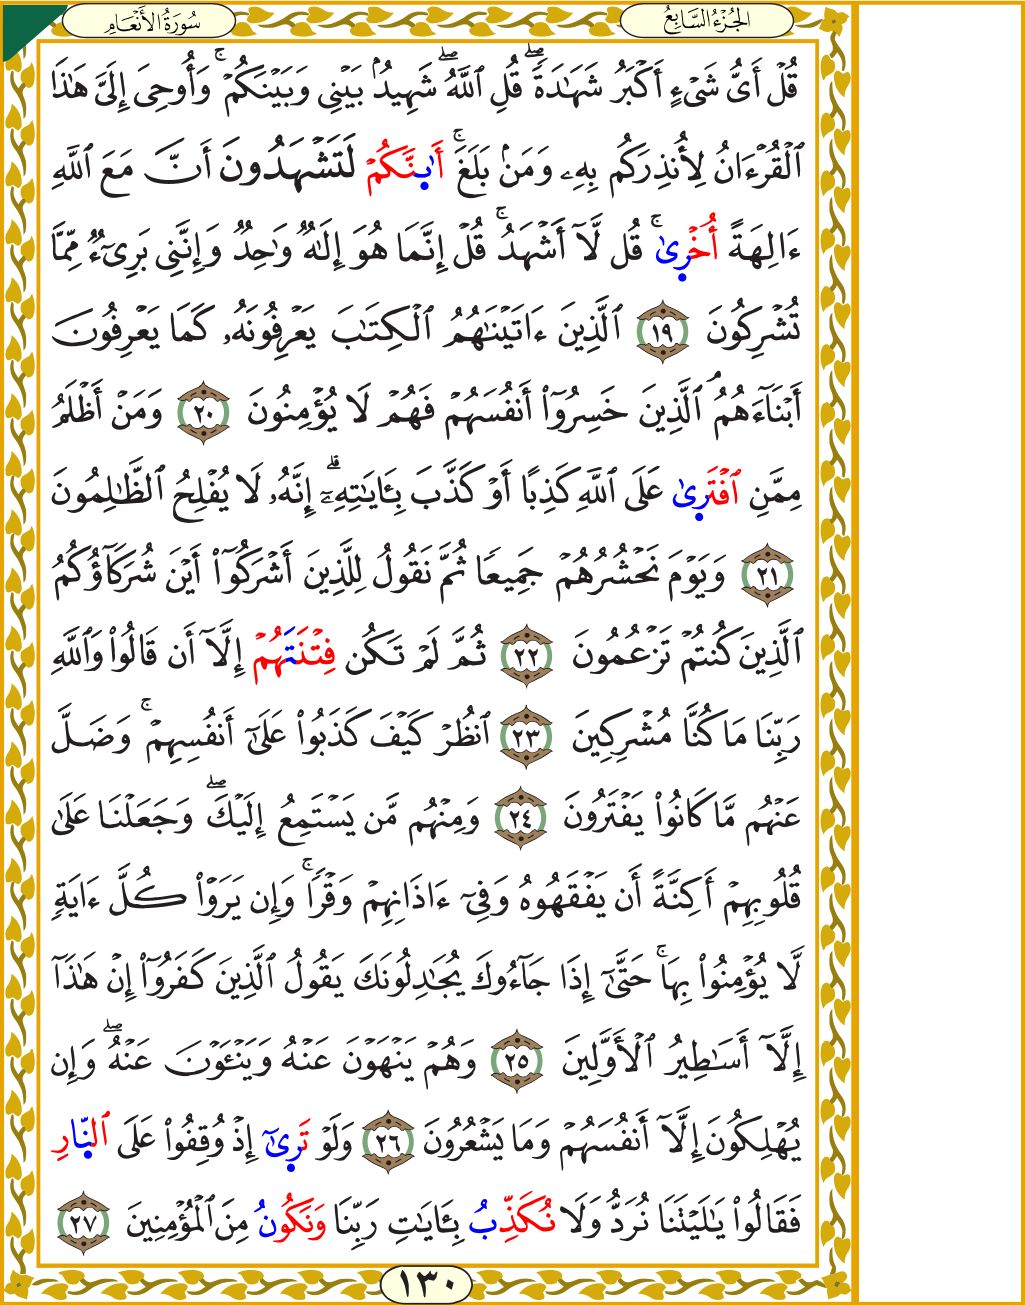 الجُزْءُ السَّابِعُ
سُورَةُ الأَنْعَامِ
قُلْ أَىُّ شَىْءٍ أَكْبَرُ شَهَـٰدَةًۖ قُلِ ٱللَّهُۖ شَهِيدٌۢ بَيْنِى وَبَيْنَكُمْۚ وَأُوحِىَ إِلَىَّ هَـٰذَا
ٱلْقُرْءَانُ لِأُنذِرَكُم بِهِۦ وَمَنۢ بَلَغَۚ أَىِٕنَّكُمْ لَتَشْهَدُونَ أَنَّ مَعَ ٱللَّهِ
ءَالِهَةً أُخْرِىٰۚ قُل لَّآ أَشْهَدُۚ قُلْ إِنَّمَا هُوَ إِلَـٰهٌ وَٰحِدٌ وَإِنَّنِى بَرِىٓءٌ مِّمَّا
تُشْرِكُونَ ١٩ ٱلَّذِينَ ءَاتَيْنَـٰهُمُ ٱلْكِتَـٰبَ يَعْرِفُونَهُۥ كَمَا يَعْرِفُونَ
أَبْنَآءَهُمُۘ ٱلَّذِينَ خَسِرُوٓا۟ أَنفُسَهُمْ فَهُمْ لَا يُؤْمِنُونَ ٢٠ وَمَنْ أَظْلَمُ
مِمَّنِ ٱفْتَرِىٰ عَلَى ٱللَّهِ كَذِبًا أَوْ كَذَّبَ بِـَٔايَـٰتِهِۦٓۗ إِنَّهُۥ لَا يُفْلِحُ ٱلظَّـٰلِمُونَ
٢١ وَيَوْمَ نَحْشُرُهُمْ جَمِيعًا ثُمَّ نَقُولُ لِلَّذِينَ أَشْرَكُوٓا۟ أَيْنَ شُرَكَآؤُكُمُ
ٱلَّذِينَ كُنتُمْ تَزْعُمُونَ ٢٢ ثُمَّ لَمْ تَكُن فِتْنَتَهُمْ إِلَّآ أَن قَالُوا۟ وَٱللَّهِ
رَبِّنَا مَا كُنَّا مُشْرِكِينَ ٢٣ ٱنظُرْ كَيْفَ كَذَبُوا۟ عَلَىٰٓ أَنفُسِهِمْۚ وَضَلَّ
عَنْهُم مَّا كَانُوا۟ يَفْتَرُونَ ٢٤ وَمِنْهُم مَّن يَسْتَمِعُ إِلَيْكَۖ وَجَعَلْنَا عَلَىٰ
قُلُوبِهِمْ أَكِنَّةً أَن يَفْقَهُوهُ وَفِىٓ ءَاذَانِهِمْ وَقْرًاۚ وَإِن يَرَوْا۟ كُلَّ ءَايَةٍ
لَّا يُؤْمِنُوا۟ بِهَاۚ حَتَّىٰٓ إِذَا جَآءُوكَ يُجَـٰدِلُونَكَ يَقُولُ ٱلَّذِينَ كَفَرُوٓا۟ إِنْ هَـٰذَآ
إِلَّآ أَسَـٰطِيرُ ٱلْأَوَّلِينَ ٢٥ وَهُمْ يَنْهَوْنَ عَنْهُ وَيَنْـَٔوْنَ عَنْهُۖ وَإِن
يُهْلِكُونَ إِلَّآ أَنفُسَهُمْ وَمَا يَشْعُرُونَ ٢٦ وَلَوْ تَرِىٰٓ إِذْ وُقِفُوا۟ عَلَى ٱلنّارِ
فَقَالُوا۟ يَـٰلَيْتَنَا نُرَدُّ وَلَا نُكَذِّبُ بِـَٔايَـٰتِ رَبِّنَا وَنَكُونُ مِنَ ٱلْمُؤْمِنِينَ ٢٧
١٣٠